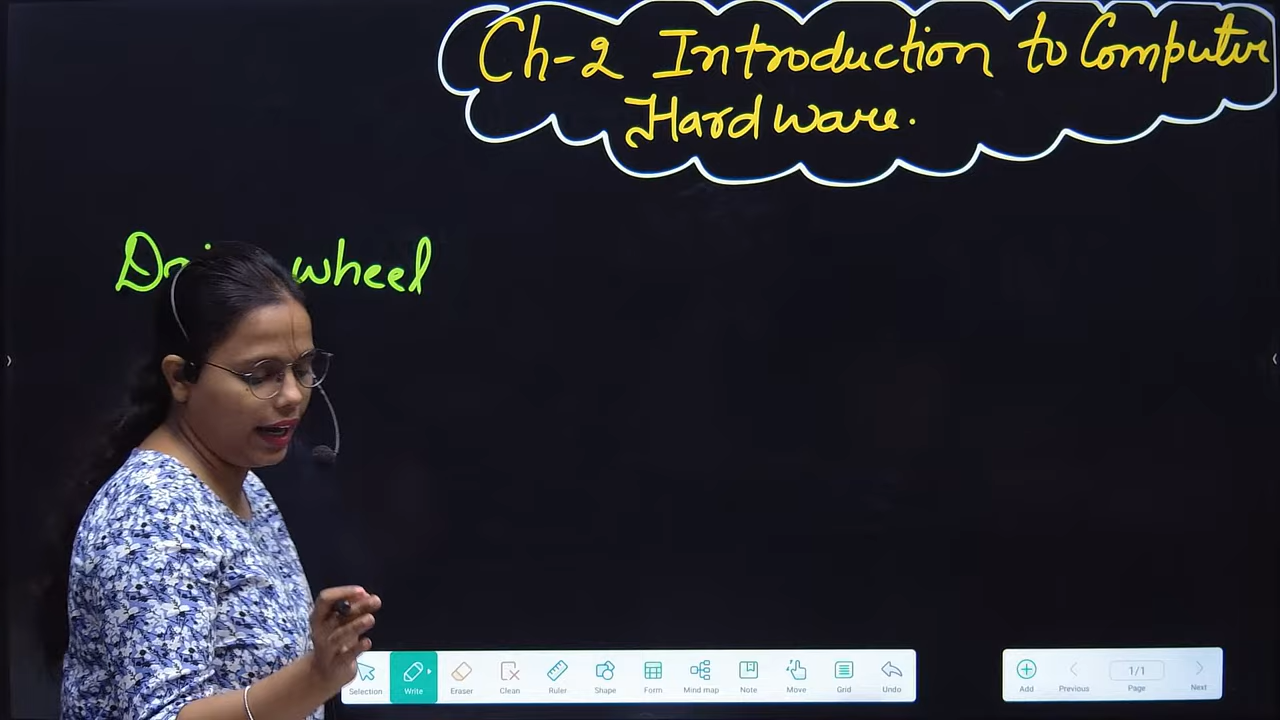 Ch-2 Introduction to Computer
Hardware.
wheel
Selection
Write
Eraser
Clean
Ruler
Shape
Form
Mind map
Note
Move
Grid
Undo
Add
Previous
1/1
Page
Next